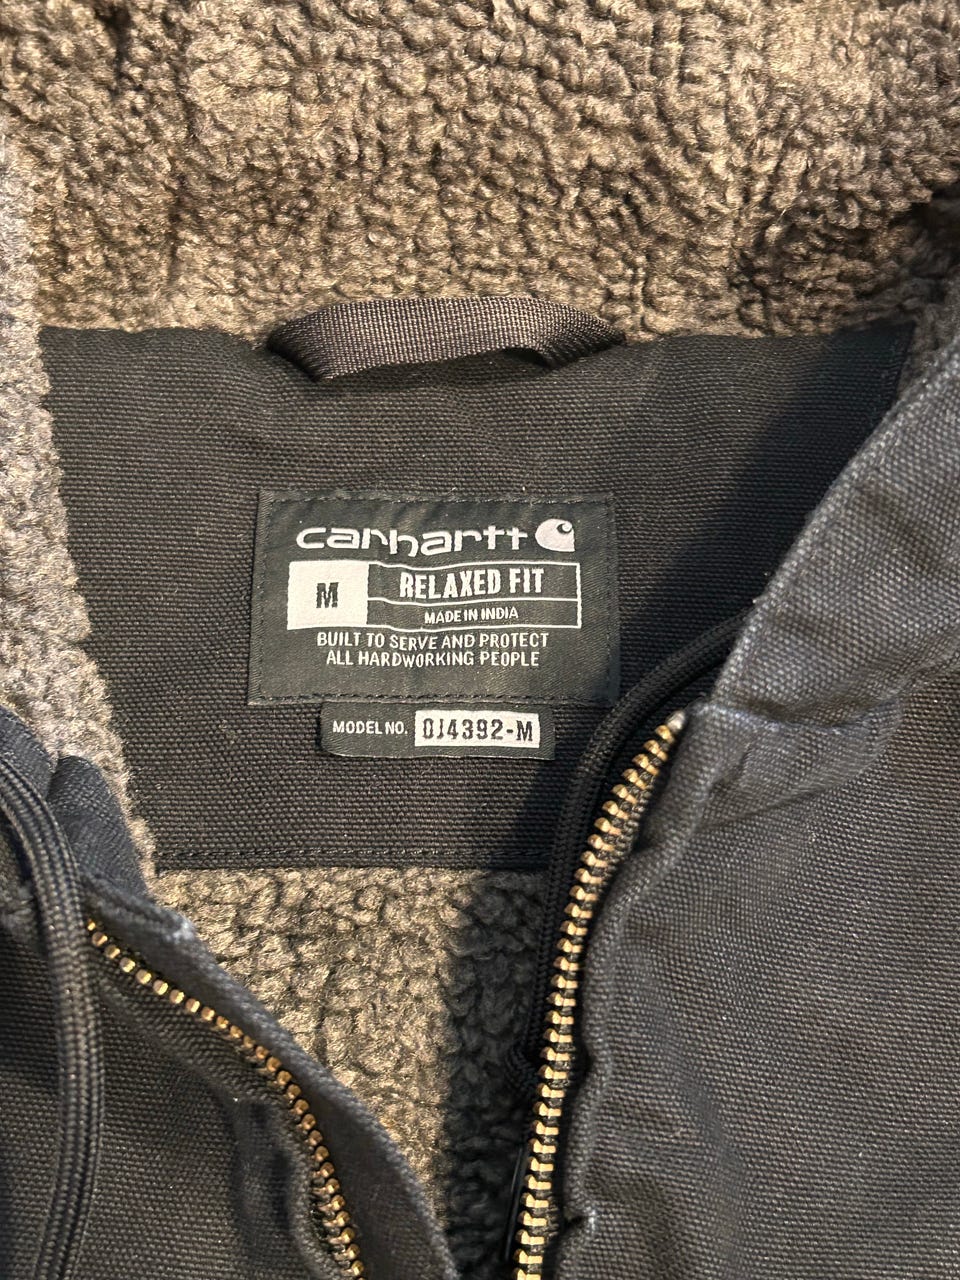 carhartt
M
RELAXED FIT
MADE IN INDIA
BUILT TO SERVE AND PROTECT
ALL HARDWORKING PEOPLE
MODEL NO. OJ4392-M